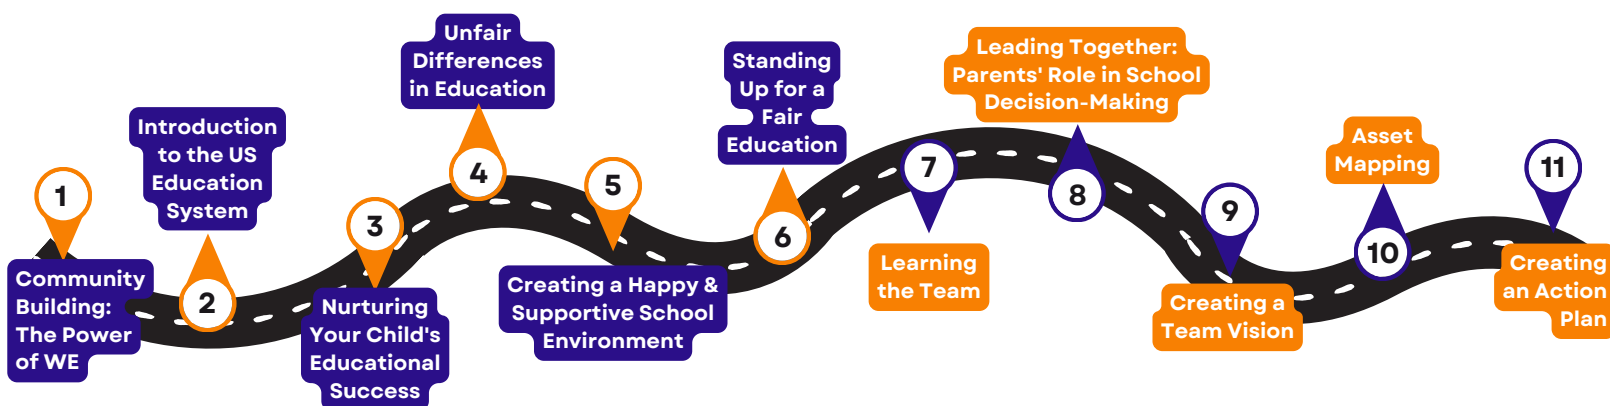 1
Community
Building:
The Power
of WE
Introduction
to the US
Education
System
2
3
Nurturing
Your Child's
Educational
Success
Unfair
Differences
in Education
4
5
Creating a Happy &
Supportive School
Environment
Standing
Up for a
Fair
Education
6
7
Learning
the Team
Leading Together:
Parents' Role in School
Decision-Making
8
9
Creating a
Team Vision
Asset
Mapping
10
11
Creating
an Action
Plan